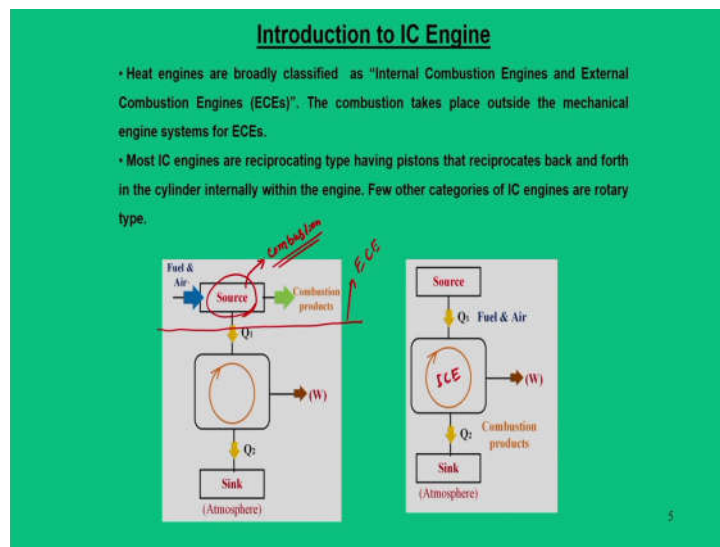 Introduction to IC Engine
• Heat engines are broadly classified as “Internal Combustion Engines and External
Combustion Engines (ECEs)”. The combustion takes place outside the mechanical
engine systems for ECEs.
• Most IC engines are reciprocating type having pistons that reciprocates back and forth
in the cylinder internally within the engine. Few other categories of IC engines are rotary
type.
Combustion
ECE
Fuel &
Air
Source
Combustion
products
Q₁
(W)
Q₂
Sink
(Atmosphere)
Source
Q₁ Fuel & Air
ICE
(W)
Q₂ Combustion
products
Sink
(Atmosphere)
5